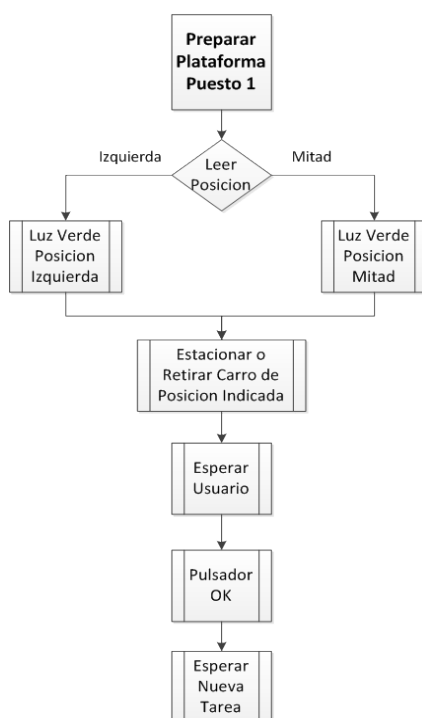 Preparar
Plataforma
Puesto 1
Izquierda
Leer
Posicion
Mitad
Luz Verde
Posicion
Izquierda
Luz Verde
Posicion
Mitad
Estacionar o
Retirar Carro de
Posicion Indicada
Esperar
Usuario
Pulsador
OK
Esperar
Nueva
Tarea